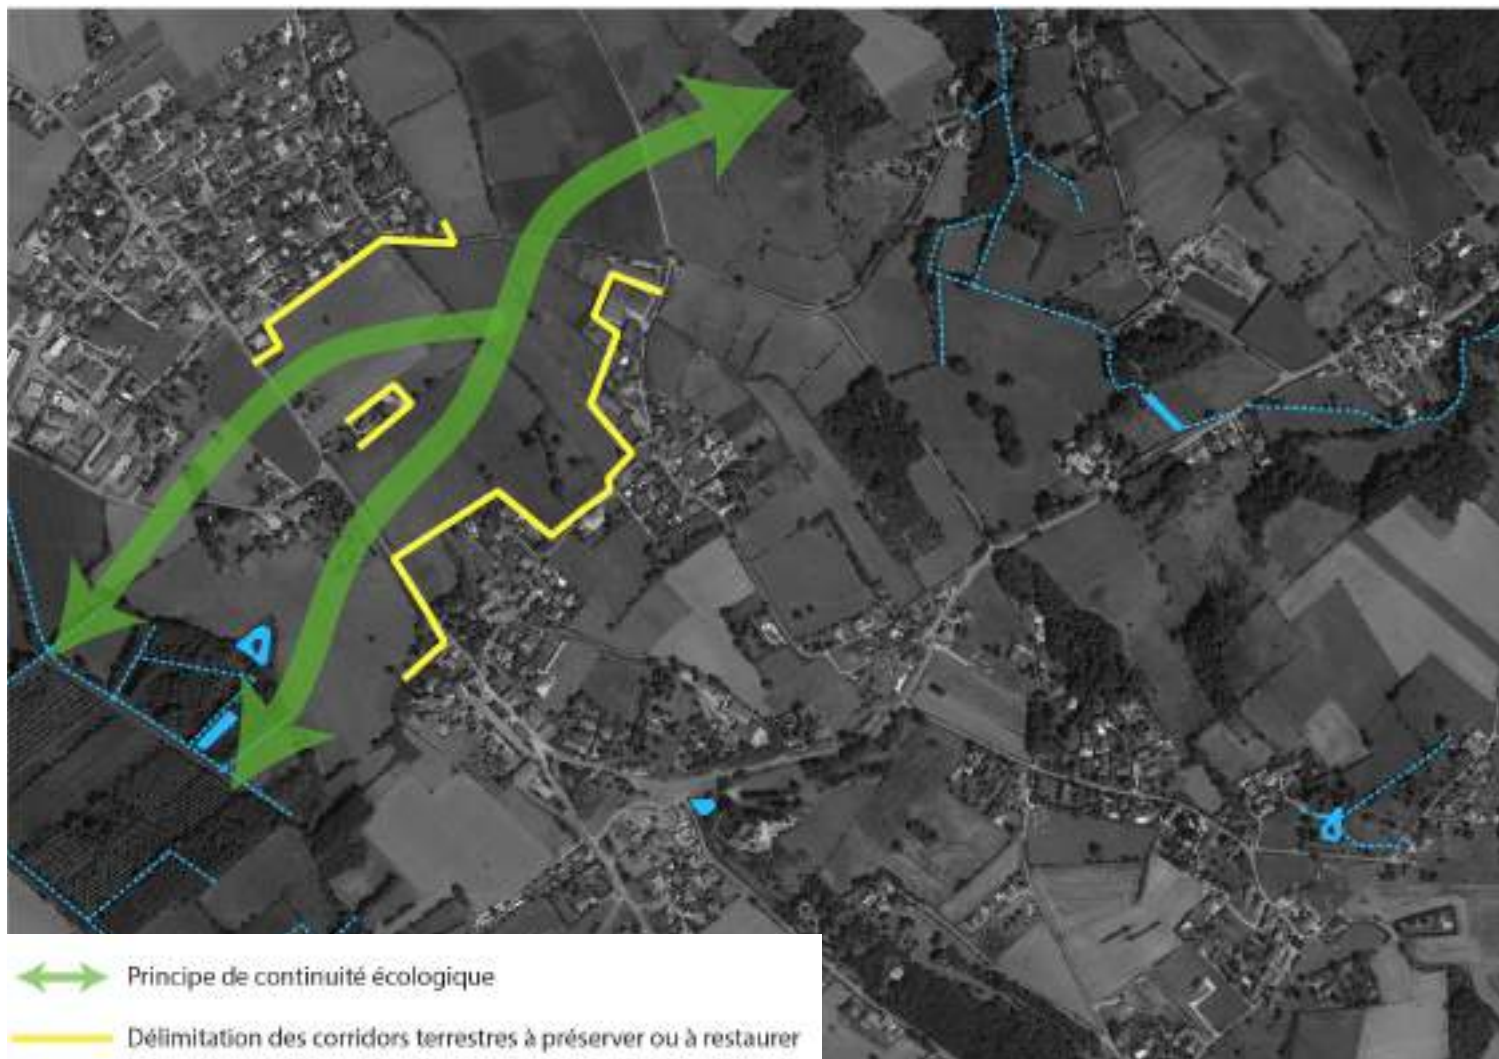 Principe de continuité écologique
Délimitation des corridors terrestres à préserver ou à restaurer